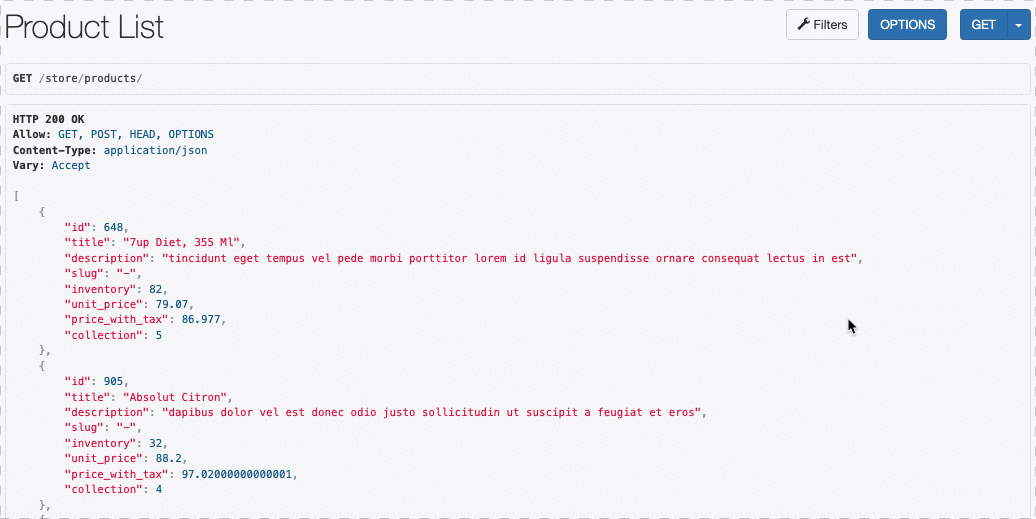 Product List
Filters
OPTIONS
GET
GET /store/products/
HTTP 200 OK
Allow: GET, POST, HEAD, OPTIONS
Content-Type: application/json
Vary: Accept
[
    {
        "id": 648,
        "title": "7up Diet, 355 Ml",
        "description": "tincidunt eget tempus vel pede morbi porttitor lorem id ligula suspendisse ornare consequat lectus in est",
        "slug": "-",
        "inventory": 82,
        "unit_price": 79.07,
        "price_with_tax": 86.977,
        "collection": 5
    },
    {
        "id": 905,
        "title": "Absolut Citron",
        "description": "dapibus dolor vel est donec odio justo sollicitudin ut suscipit a feugiat et eros",
        "slug": "-",
        "inventory": 32,
        "unit_price": 88.2,
        "price_with_tax": 97.02000000000001,
        "collection": 4
    },
    {